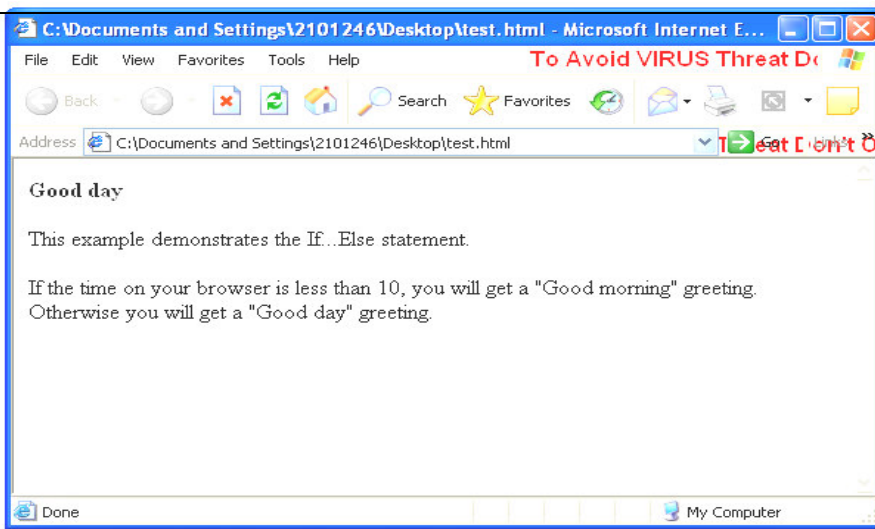 C:\Documents and Settings\2101246\Desktop\test.html - Microsoft Internet E...
File Edit View Favorites Tools Help To Avoid VIRUS Threat
Back Search Favorites
Address C:\Documents and Settings\2101246\Desktop\test.html Go Links
Good day
This example demonstrates the If...Else statement.
If the time on your browser is less than 10, you will get a "Good morning" greeting.
Otherwise you will get a "Good day" greeting.
Done My Computer